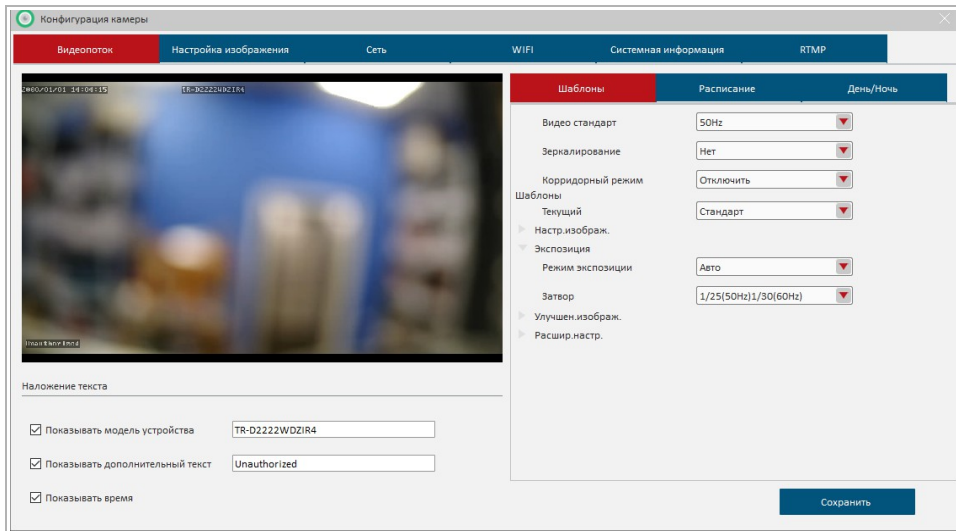 Конфигурация камеры
Видеопоток Настройка изображения Сеть WIFI Системная информация RTMP
2000/01/01 14:04:15 TR-D2222WDZIR4
Unauthorized
Наложение текста
Показывать модель устройства TR-D2222WDZIR4
Показывать дополнительный текст Unauthorized
Показывать время
Шаблоны Расписание День/Ночь
Видео стандарт 50Hz
Зеркалирование Нет
Корридорный режим Отключить
Шаблоны
Текущий Стандарт
Настр.изображ.
Экспозиция
Режим экспозиции Авто
Затвор 1/25(50Hz)1/30(60Hz)
Улучшен.изображ.
Расшир.настр.
Сохранить